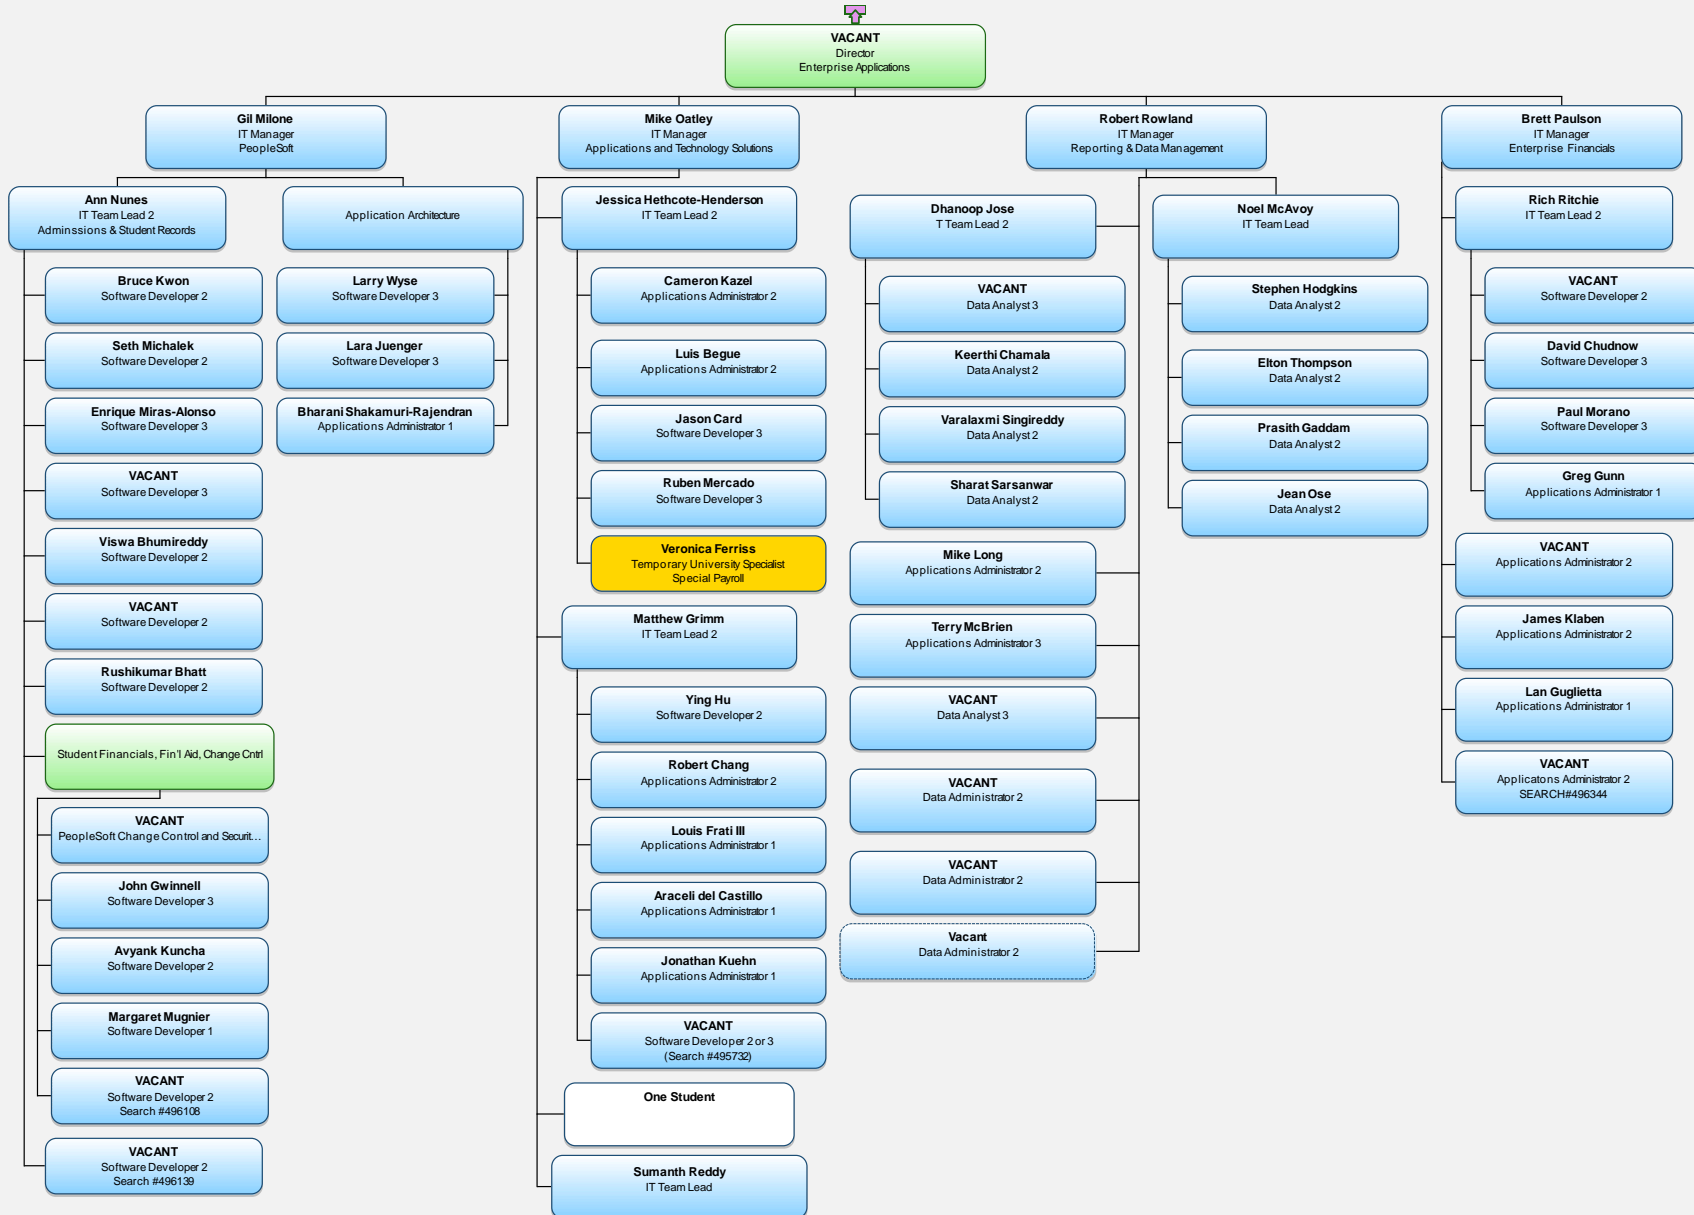 VACANT
Director
Enterprise Applications
Gil Milone
IT Manager
PeopleSoft
Ann Nunes
IT Team Lead 2
Adminssions & Student Records
Bruce Kwon
Software Developer 2
Seth Michalek
Software Developer 2
Enrique Miras-Alonso
Software Developer 3
VACANT
Software Developer 3
Viswa Bhumireddy
Software Developer 2
VACANT
Software Developer 2
Rushikumar Bhatt
Software Developer 2
Student Financials, Fin'l Aid, Change Cntrl
VACANT
PeopleSoft Change Control and Securit...
John Gwinnell
Software Developer 3
Avyank Kuncha
Software Developer 2
Margaret Mugnier
Software Developer 1
VACANT
Software Developer 2
Search #496108
VACANT
Software Developer 2
Search #496139
Application Architecture
Larry Wyse
Software Developer 3
Lara Juenger
Software Developer 3
Bharani Shakamuri-Rajendran
Applications Administrator 1
Mike Oatley
IT Manager
Applications and Technology Solutions
Jessica Hethcote-Henderson
IT Team Lead 2
Cameron Kazel
Applications Administrator 2
Luis Begue
Applications Administrator 2
Jason Card
Software Developer 3
Ruben Mercado
Software Developer 3
Veronica Ferriss
Temporary University Specialist
Special Payroll
Matthew Grimm
IT Team Lead 2
Ying Hu
Software Developer 2
Robert Chang
Applications Administrator 2
Louis Frati III
Applications Administrator 1
Araceli del Castillo
Applications Administrator 1
Jonathan Kuehn
Applications Administrator 1
VACANT
Software Developer 2 or 3
(Search #495732)
One Student
Sumanth Reddy
IT Team Lead
Robert Rowland
IT Manager
Reporting & Data Management
Dhanoop Jose
T Team Lead 2
VACANT
Data Analyst 3
Keerthi Chamala
Data Analyst 2
Varalaxmi Singireddy
Data Analyst 2
Sharat Sarsanwar
Data Analyst 2
Mike Long
Applications Administrator 2
Terry McBrien
Applications Administrator 3
VACANT
Data Analyst 3
VACANT
Data Administrator 2
VACANT
Data Administrator 2
Vacant
Data Administrator 2
Noel McAvoy
IT Team Lead
Stephen Hodgkins
Data Analyst 2
Elton Thompson
Data Analyst 2
Prasith Gaddam
Data Analyst 2
Jean Ose
Data Analyst 2
Brett Paulson
IT Manager
Enterprise Financials
Rich Ritchie
IT Team Lead 2
VACANT
Software Developer 2
David Chudnow
Software Developer 3
Paul Morano
Software Developer 3
Greg Gunn
Applications Administrator 1
VACANT
Applications Administrator 2
James Klaben
Applications Administrator 2
Lan Guglietta
Applications Administrator 1
VACANT
Applicatons Administrator 2
SEARCH#496344